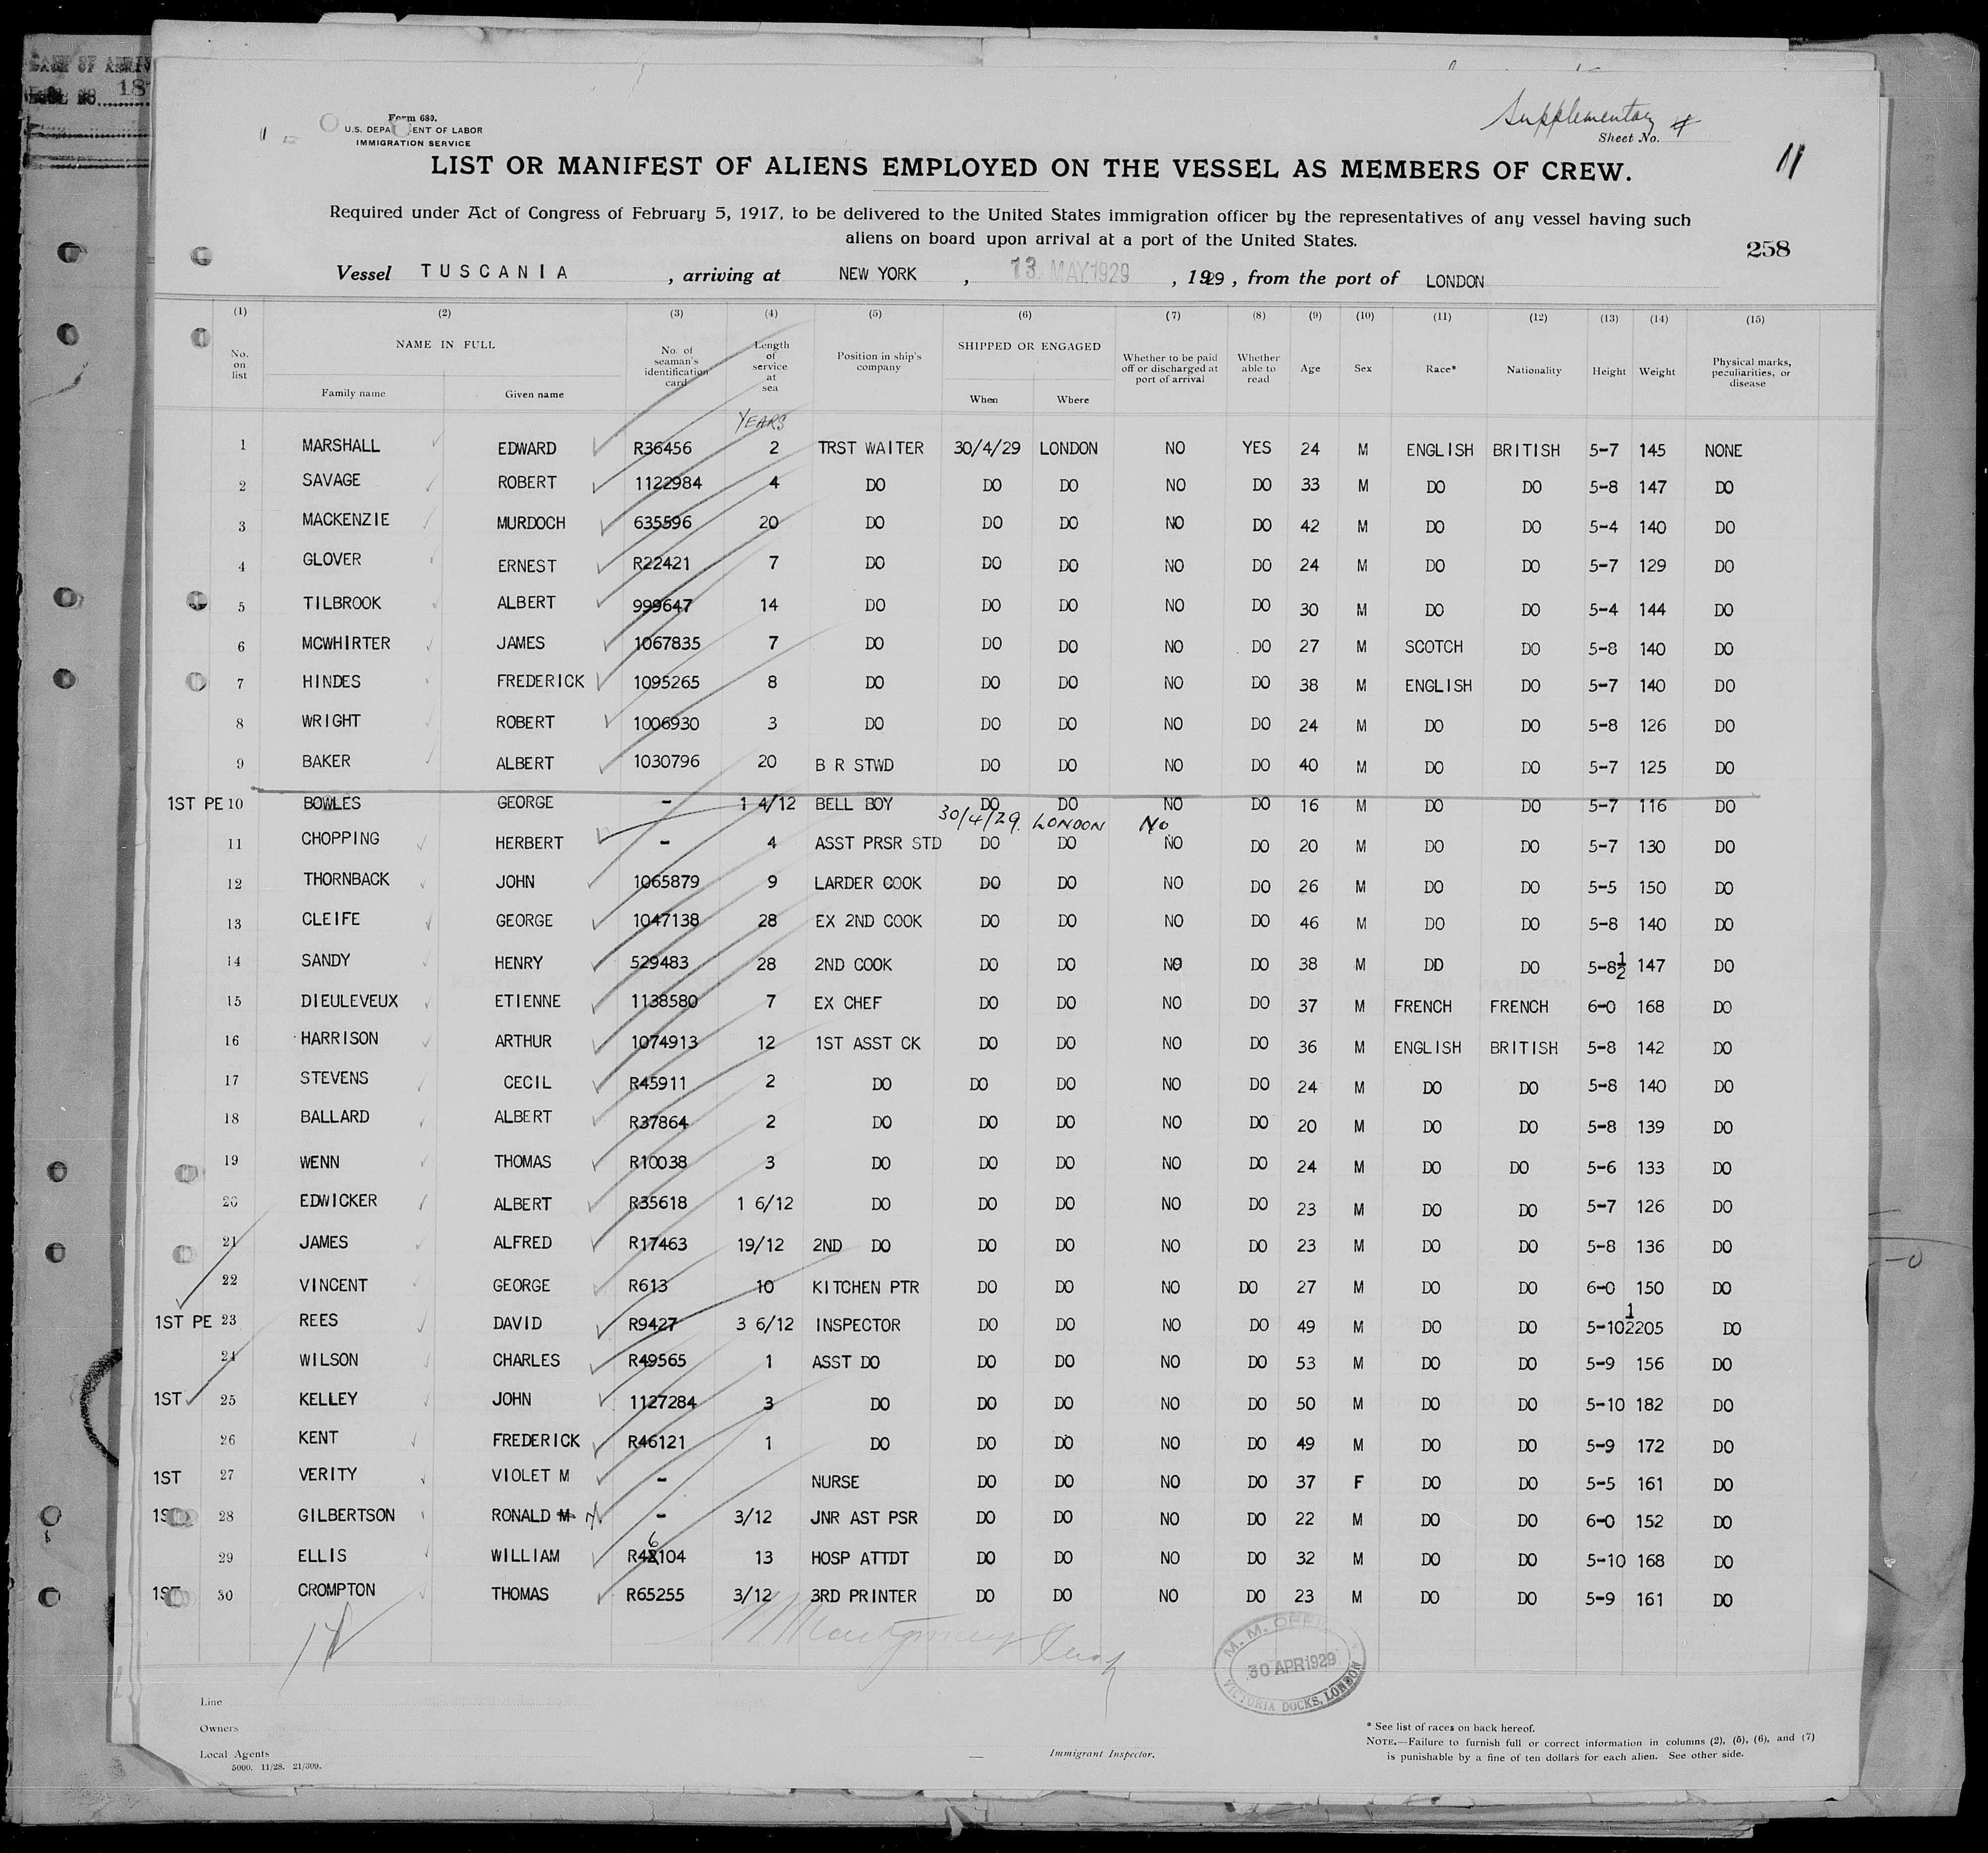 DATE OF ARRIV
18
Form 680.
U.S. DEPA ENT OF LABOR
IMMIGRATION SERVICE
Supplementary 4
Sheet No.
11
LIST OR MANIFEST OF ALIENS EMPLOYED ON THE VESSEL AS MEMBERS OF CREW.
Required under Act of Congress of February 5, 1917, to be delivered to the United States immigration officer by the representatives of any vessel having such
aliens on board upon arrival at a port of the United States.
258
Vessel TUSCANIA , arriving at NEW YORK , 13 MAY 1929 , 1929 , from the port of LONDON
(1) (2) (3) (4) (5) (6) (7) (8) (9) (10) (11) (12) (13) (14) (15)
No. on list NAME IN FULL Family name Given name No. of seaman's identification card Length of service at sea Position in ship's company SHIPPED OR ENGAGED When Where Whether to be paid off or discharged at port of arrival Whether able to read Age Sex Race* Nationality Height Weight Physical marks, peculiarities, or disease
YEARS
1 MARSHALL EDWARD R36456 2 TRST WAITER 30/4/29 LONDON NO YES 24 M ENGLISH BRITISH 5-7 145 NONE
2 SAVAGE ROBERT 1122984 4 DO DO DO NO DO 33 M DO DO 5-8 147 DO
3 MACKENZIE MURDOCH 635596 20 DO DO DO NO DO 42 M DO DO 5-4 140 DO
4 GLOVER ERNEST R22421 7 DO DO DO NO DO 24 M DO DO 5-7 129 DO
5 TILBROOK ALBERT 999647 14 DO DO DO NO DO 30 M DO DO 5-4 144 DO
6 MCWHIRTER JAMES 1067835 7 DO DO DO NO DO 27 M SCOTCH DO 5-8 140 DO
7 HINDES FREDERICK 1095265 8 DO DO DO NO DO 38 M ENGLISH DO 5-7 140 DO
8 WRIGHT ROBERT 1006930 3 DO DO DO NO DO 24 M DO DO 5-8 126 DO
9 BAKER ALBERT 1030796 20 B R STWD DO DO NO DO 40 M DO DO 5-7 125 DO
1ST PE 10 BOWLES GEORGE - 1 4/12 BELL BOY DO DO NO DO 16 M DO DO 5-7 116 DO
30/4/29. LONDON No
11 CHOPPING HERBERT - 4 ASST PRSR STD DO DO NO DO 20 M DO DO 5-7 130 DO
12 THORNBACK JOHN 1065879 9 LARDER COOK DO DO NO DO 26 M DO DO 5-5 150 DO
13 CLEIFE GEORGE 1047138 28 EX 2ND COOK DO DO NO DO 46 M DO DO 5-8 140 DO
14 SANDY HENRY 529483 28 2ND COOK DO DO NO DO 38 M DO DO 5-8½ 147 DO
15 DIEULEVEUX ETIENNE 1138580 7 EX CHEF DO DO NO DO 37 M FRENCH FRENCH 6-0 168 DO
16 HARRISON ARTHUR 1074913 12 1ST ASST CK DO DO NO DO 36 M ENGLISH BRITISH 5-8 142 DO
17 STEVENS CECIL R45911 2 DO DO DO NO DO 24 M DO DO 5-8 140 DO
18 BALLARD ALBERT R37864 2 DO DO DO NO DO 20 M DO DO 5-8 139 DO
19 WENN THOMAS R10038 3 DO DO DO NO DO 24 M DO DO 5-6 133 DO
20 EDWICKER ALBERT R35618 1 6/12 DO DO DO NO DO 23 M DO DO 5-7 126 DO
21 JAMES ALFRED R17463 19/12 2ND DO DO DO NO DO 23 M DO DO 5-8 136 DO
22 VINCENT GEORGE R613 10 KITCHEN PTR DO DO NO DO 27 M DO DO 6-0 150 DO
1ST PE 23 REES DAVID R9427 3 6/12 INSPECTOR DO DO NO DO 49 M DO DO 5-10½ 205 DO
24 WILSON CHARLES R49565 1 ASST DO DO DO NO DO 53 M DO DO 5-9 156 DO
1ST 25 KELLEY JOHN 1127284 3 DO DO DO NO DO 50 M DO DO 5-10 182 DO
26 KENT FREDERICK R46121 1 DO DO DO NO DO 49 M DO DO 5-9 172 DO
1ST 27 VERITY VIOLET M - NURSE DO DO NO DO 37 F DO DO 5-5 161 DO
1S 28 GILBERTSON RONALD M - 3/12 JNR AST PSR DO DO NO DO 22 M DO DO 6-0 152 DO
29 ELLIS WILLIAM R46104 13 HOSP ATTDT DO DO NO DO 32 M DO DO 5-10 168 DO
1ST 30 CROMPTON THOMAS R65255 3/12 3RD PRINTER DO DO NO DO 23 M DO DO 5-9 161 DO
M. M. OFFI
30 APR 1929
VICTORIA DOCKS, LONDON
Line
Owners
Local Agents
5000. 11/28. 21/309.
Immigrant Inspector.
* See list of races on back hereof.
NOTE.—Failure to furnish full or correct information in columns (2), (5), (6), and (7)
is punishable by a fine of ten dollars for each alien. See other side.